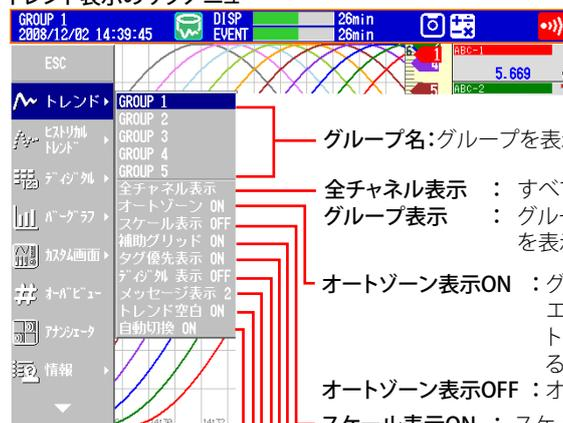 トレンド表示のサブメニュー
GROUP 1
2008/12/02 14:39:45
DISP
EVENT
26min
26min
ESC
トレンド
ヒストリカル
トレンド
ディジタル
バーグラフ
カスタム画面
オーバビュー
アナンシエータ
情報
GROUP 1
GROUP 2
GROUP 3
GROUP 4
GROUP 5
全チャネル表示
オートゾーン ON
スケール表示 OFF
補助グリッド ON
タグ優先表示 ON
ディジタル 表示 OFF
メッセージ表示 2
トレンド空白 ON
自動切換 ON
ABC-1
5.669
ABC-2
グループ名:グループを表
全チャネル表示 : すべ
グループ表示 : グルー
を表
オートゾーン表示ON :グ
エ
ト
る
オートゾーン表示OFF :オ
スケール表示ON : スケー